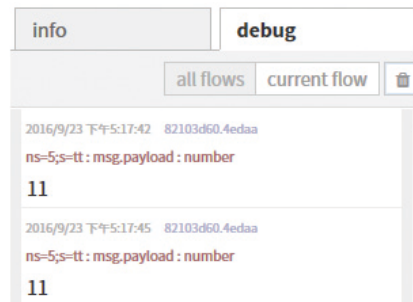 info debug
all flows current flow
2016/9/23 下午5:17:42 82103d60.4edaa
ns=5;s=tt : msg.payload : number
11
2016/9/23 下午5:17:45 82103d60.4edaa
ns=5;s=tt : msg.payload : number
11